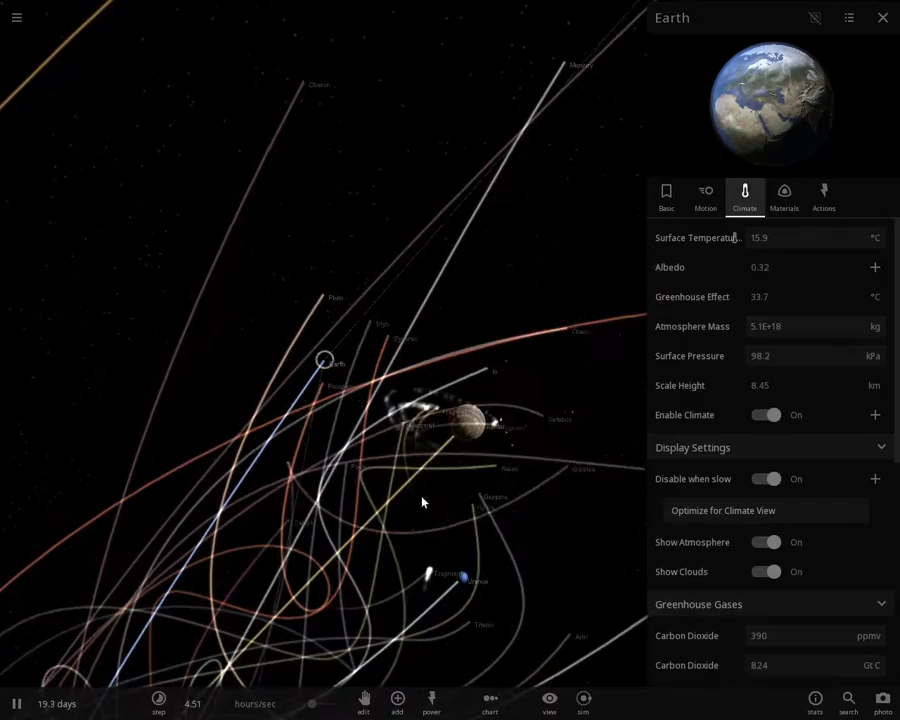 Earth
Oberon
Mercury
Pluto
Earth
Io
Uranus
Titania
Ariel
Basic
Motion
Climate
Materials
Actions
Surface Temperatu... 15.9 °C
Albedo 0.32
Greenhouse Effect 33.7 °C
Atmosphere Mass 5.1E+18 kg
Surface Pressure 98.2 kPa
Scale Height 8.45 km
Enable Climate On
Display Settings
Disable when slow On
Optimize for Climate View
Show Atmosphere On
Show Clouds On
Greenhouse Gases
Carbon Dioxide 390 ppmv
Carbon Dioxide 824 Gt C
19.3 days
step
4.51 hours/sec
edit
add
power
chart
view
sim
stats
search
photo